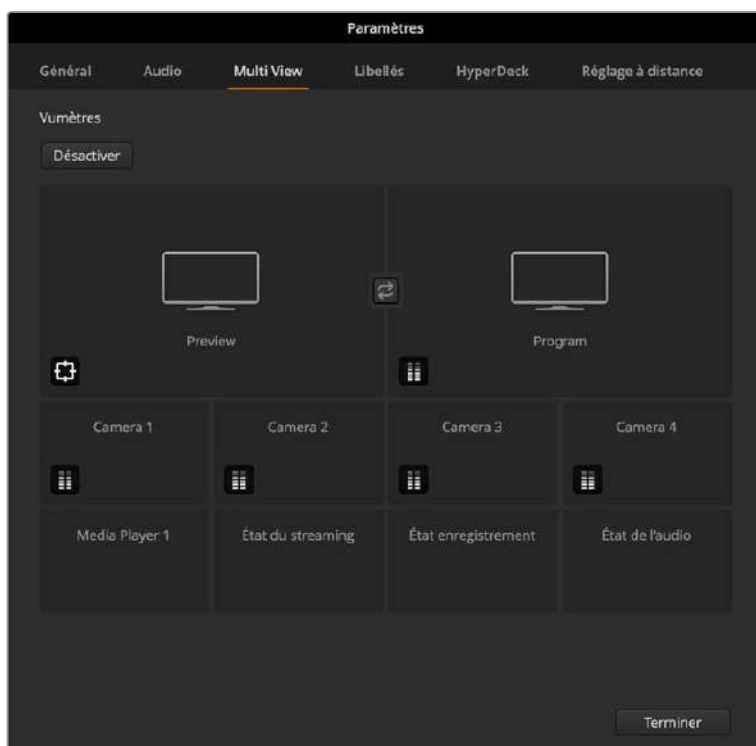 Paramètres
Général Audio Multi View Libellés HyperDeck Réglage à distance
Vumètres
Désactiver
Preview Program
Camera 1 Camera 2 Camera 3 Camera 4
Media Player 1 État du streaming État enregistrement État de l'audio
Terminer